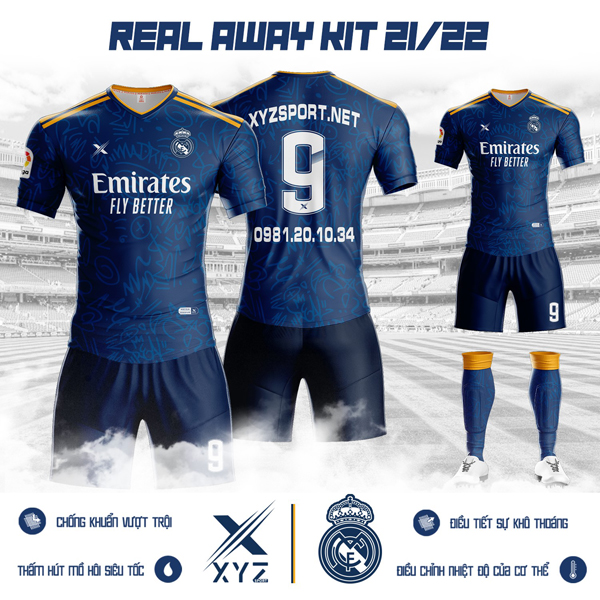 REAL AWAY KIT 21/22
Emirates
FLY BETTER
9
XYZSPORT.NET
9
0981.20.10.34
Emirates
FLY BETTER
9
CHỐNG KHUẨN VƯỢT TRỘI
THẤM HÚT MỒ HÔI SIÊU TỐC
XYZ
SPORT
ĐIỀU TIẾT SỰ KHÔ THOÁNG
ĐIỀU CHỈNH NHIỆT ĐỘ CỦA CƠ THỂ